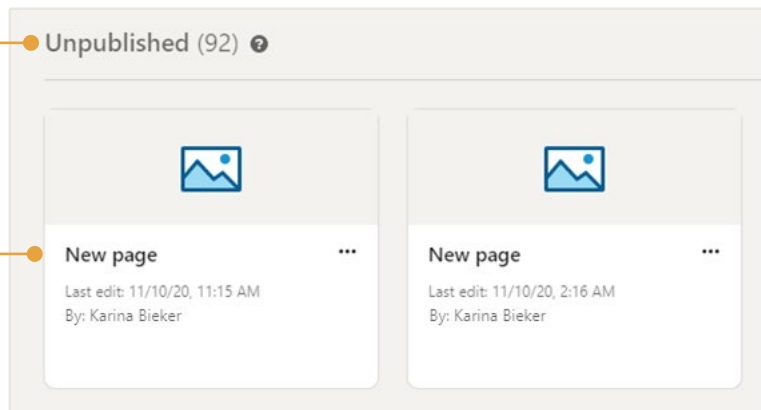 Unpublished (92) ?
New page ...
Last edit: 11/10/20, 11:15 AM
By: Karina Bieker
New page ...
Last edit: 11/10/20, 2:16 AM
By: Karina Bieker